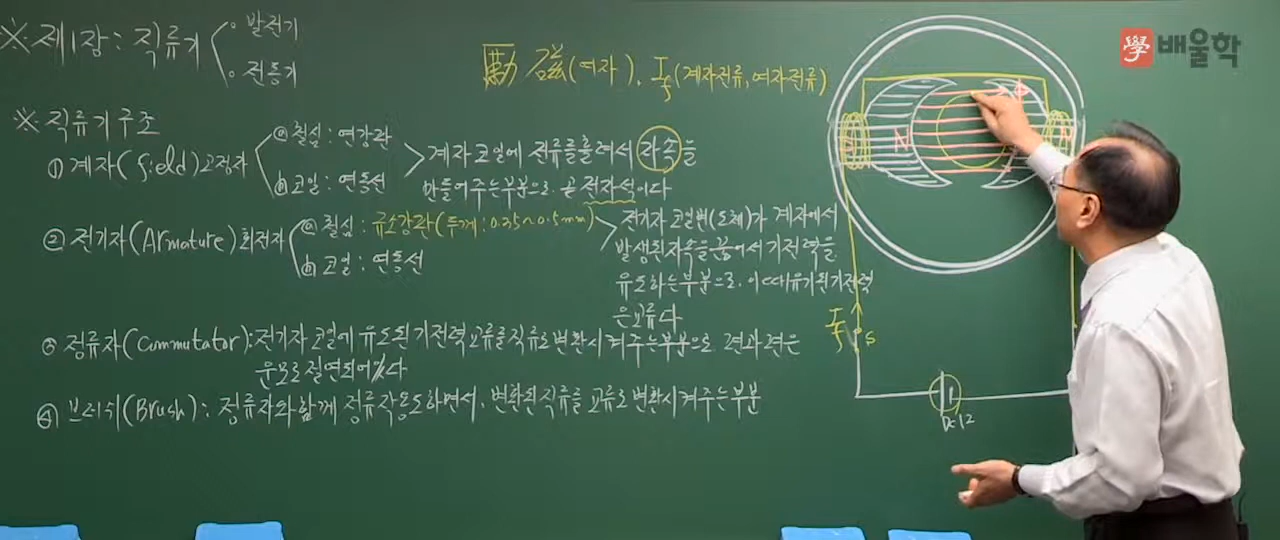 ※ 제1장 : 직류기
• 발전기
• 전동기
勵磁(여자). If (계자전류, 여자전류)
學 배울학
※ 직류기 구조
① 계자(field)고정자
ⓐ 철심 : 연강판
ⓑ 코일 : 연동선
계자 코일에 전류를 흘려서 자속을
만들어 주는 부분으로 곧 전자석이다
② 전기자(Armature)회전자
ⓐ 철심 : 규소강판(두께 : 0.35~0.5mm)
ⓑ 코일 : 연동선
전기자 코일변(도체)가 계자에서
발생된 자속을 끊어서 기전력을
유도하는 부분으로. 이때 유기된 기전력
은 교류다
③ 정류자(Commutator) : 전기자 코일에 유도된 기전력 교류를 직류로 변환시켜 주는 부분으로 편과 편은
운모로 절연되어 있다
④ 브러쉬(Brush) : 정류자와 함께 정류작용도 하면서. 변환된 직류를 교류로 변환시켜 주는 부분
N
If
S
DC12